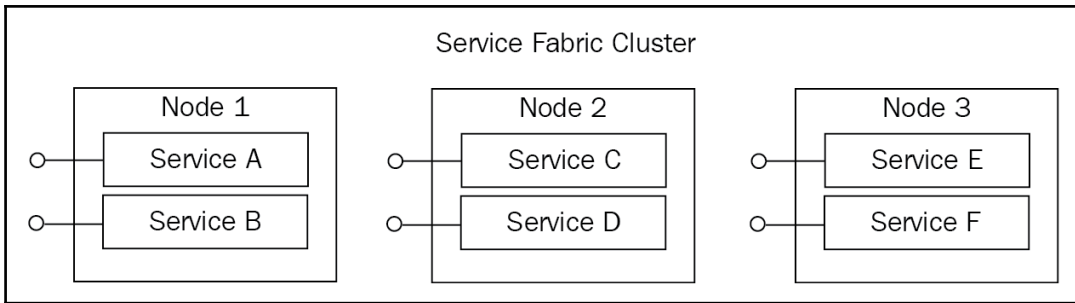 Service Fabric Cluster
Node 1
Service A
Service B
Node 2
Service C
Service D
Node 3
Service E
Service F